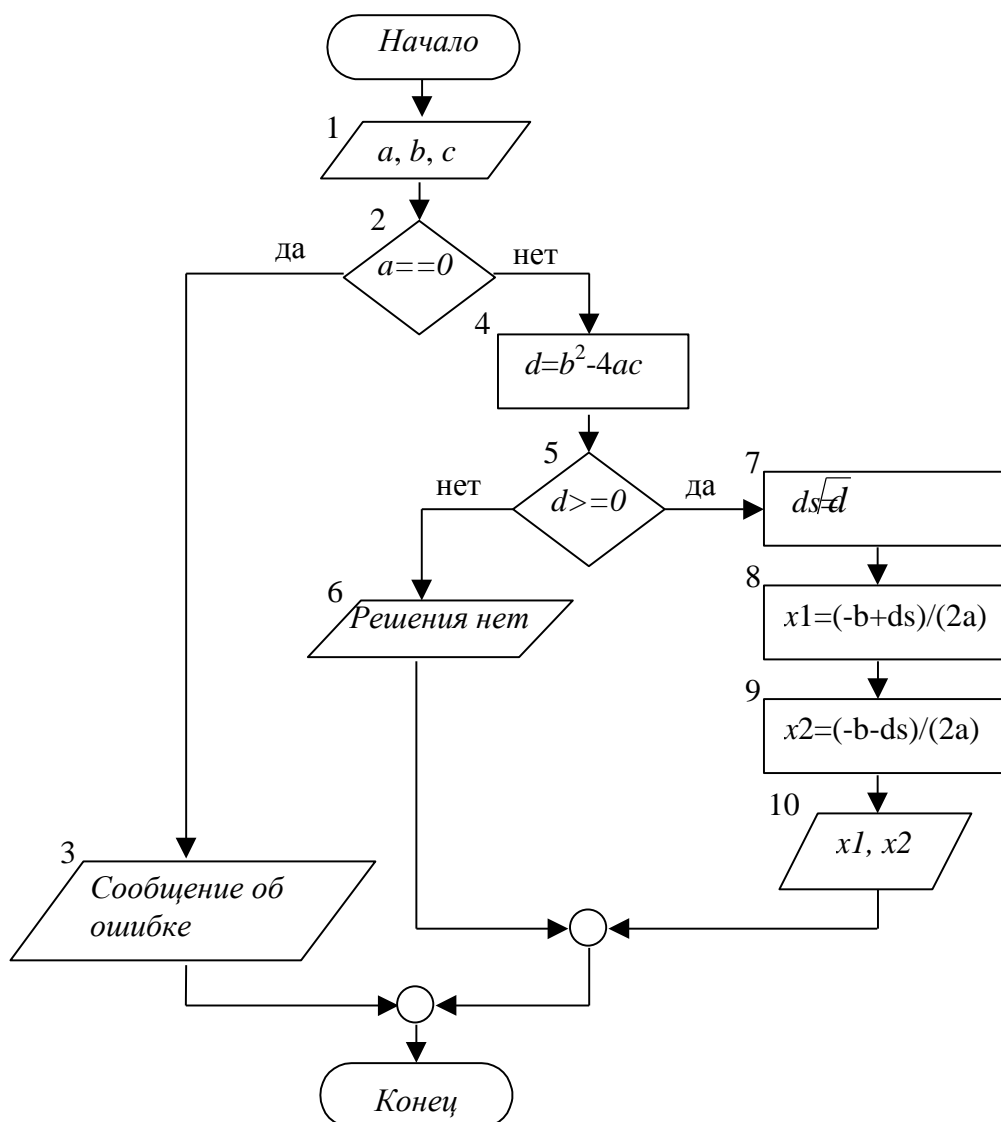 Начало
1
a, b, c
2
да
a==0
нет
4
d=b²-4ac
5
нет
d>=0
да
7
ds=√d
6
Решения нет
8
x1=(-b+ds)/(2a)
9
x2=(-b-ds)/(2a)
10
x1, x2
3
Сообщение об
ошибке
Конец